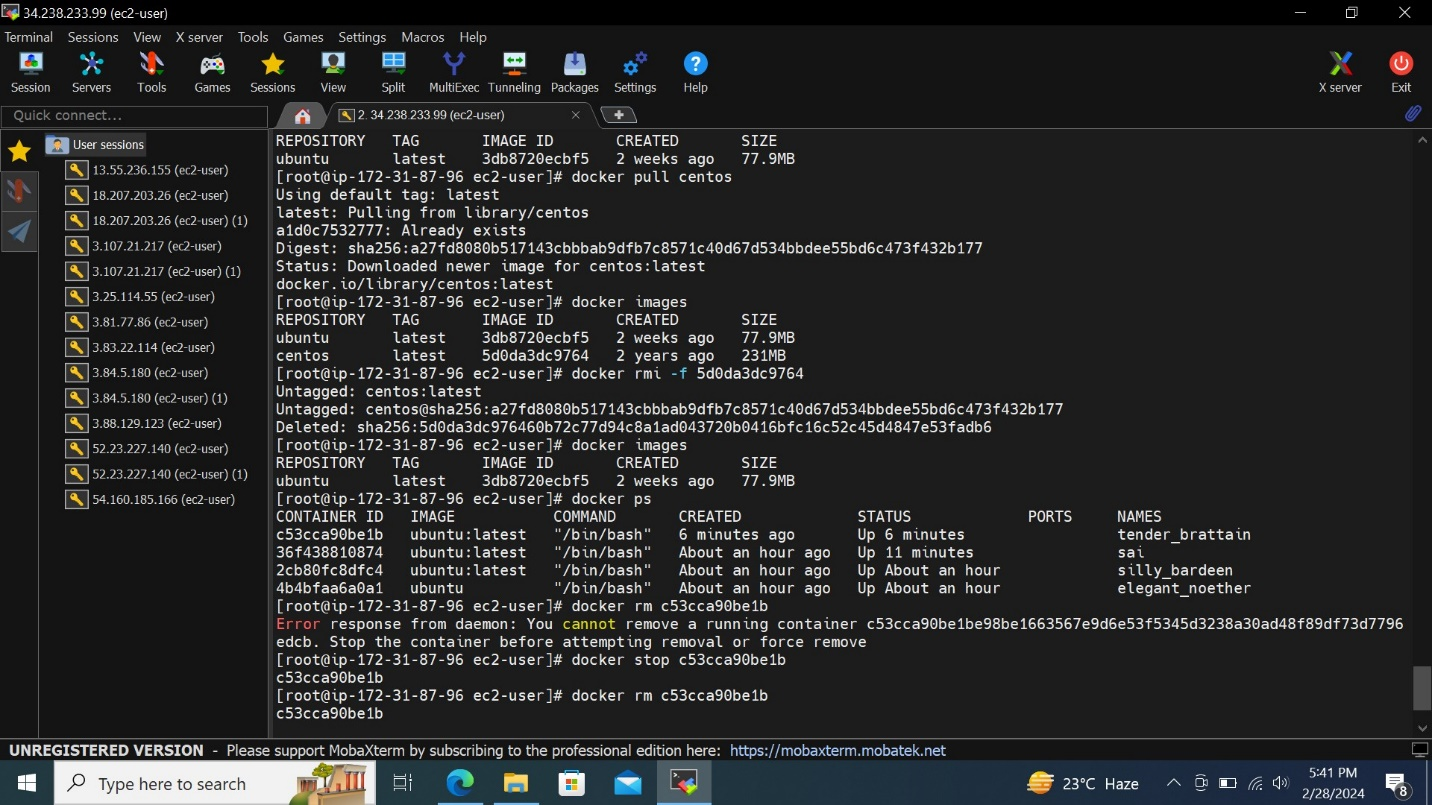 34.238.233.99 (ec2-user)
Terminal Sessions View X server Tools Games Settings Macros Help
Session Servers Tools Games Sessions View Split MultiExec Tunneling Packages Settings Help X server Exit
Quick connect...
2. 34.238.233.99 (ec2-user)
User sessions
13.55.236.155 (ec2-user)
18.207.203.26 (ec2-user)
18.207.203.26 (ec2-user) (1)
3.107.21.217 (ec2-user)
3.107.21.217 (ec2-user) (1)
3.25.114.55 (ec2-user)
3.81.77.86 (ec2-user)
3.83.22.114 (ec2-user)
3.84.5.180 (ec2-user)
3.84.5.180 (ec2-user) (1)
3.88.129.123 (ec2-user)
52.23.227.140 (ec2-user)
52.23.227.140 (ec2-user) (1)
54.160.185.166 (ec2-user)
REPOSITORY TAG IMAGE ID CREATED SIZE
ubuntu latest 3db8720ecbf5 2 weeks ago 77.9MB
[root@ip-172-31-87-96 ec2-user]# docker pull centos
Using default tag: latest
latest: Pulling from library/centos
a1d0c7532777: Already exists
Digest: sha256:a27fd8080b517143cbbbab9dfb7c8571c40d67d534bbdee55bd6c473f432b177
Status: Downloaded newer image for centos:latest
docker.io/library/centos:latest
[root@ip-172-31-87-96 ec2-user]# docker images
REPOSITORY TAG IMAGE ID CREATED SIZE
ubuntu latest 3db8720ecbf5 2 weeks ago 77.9MB
centos latest 5d0da3dc9764 2 years ago 231MB
[root@ip-172-31-87-96 ec2-user]# docker rmi -f 5d0da3dc9764
Untagged: centos:latest
Untagged: centos@sha256:a27fd8080b517143cbbbab9dfb7c8571c40d67d534bbdee55bd6c473f432b177
Deleted: sha256:5d0da3dc976460b72c77d94c8a1ad043720b0416bfc16c52c45d4847e53fadb6
[root@ip-172-31-87-96 ec2-user]# docker images
REPOSITORY TAG IMAGE ID CREATED SIZE
ubuntu latest 3db8720ecbf5 2 weeks ago 77.9MB
[root@ip-172-31-87-96 ec2-user]# docker ps
CONTAINER ID IMAGE COMMAND CREATED STATUS PORTS NAMES
c53cca90be1b ubuntu:latest "/bin/bash" 6 minutes ago Up 6 minutes tender_brattain
36f438810874 ubuntu:latest "/bin/bash" About an hour ago Up 11 minutes sai
2cb80fc8dfc4 ubuntu:latest "/bin/bash" About an hour ago Up About an hour silly_bardeen
4b4bfaa6a0a1 ubuntu "/bin/bash" About an hour ago Up About an hour elegant_noether
[root@ip-172-31-87-96 ec2-user]# docker rm c53cca90be1b
Error response from daemon: You cannot remove a running container c53cca90be1be98be1663567e9d6e53f5345d3238a30ad48f89df73d7796
edcb. Stop the container before attempting removal or force remove
[root@ip-172-31-87-96 ec2-user]# docker stop c53cca90be1b
c53cca90be1b
[root@ip-172-31-87-96 ec2-user]# docker rm c53cca90be1b
c53cca90be1b
UNREGISTERED VERSION - Please support MobaXterm by subscribing to the professional edition here: https://mobaxterm.mobatek.net
Type here to search
23°C Haze
5:41 PM
2/28/2024
8